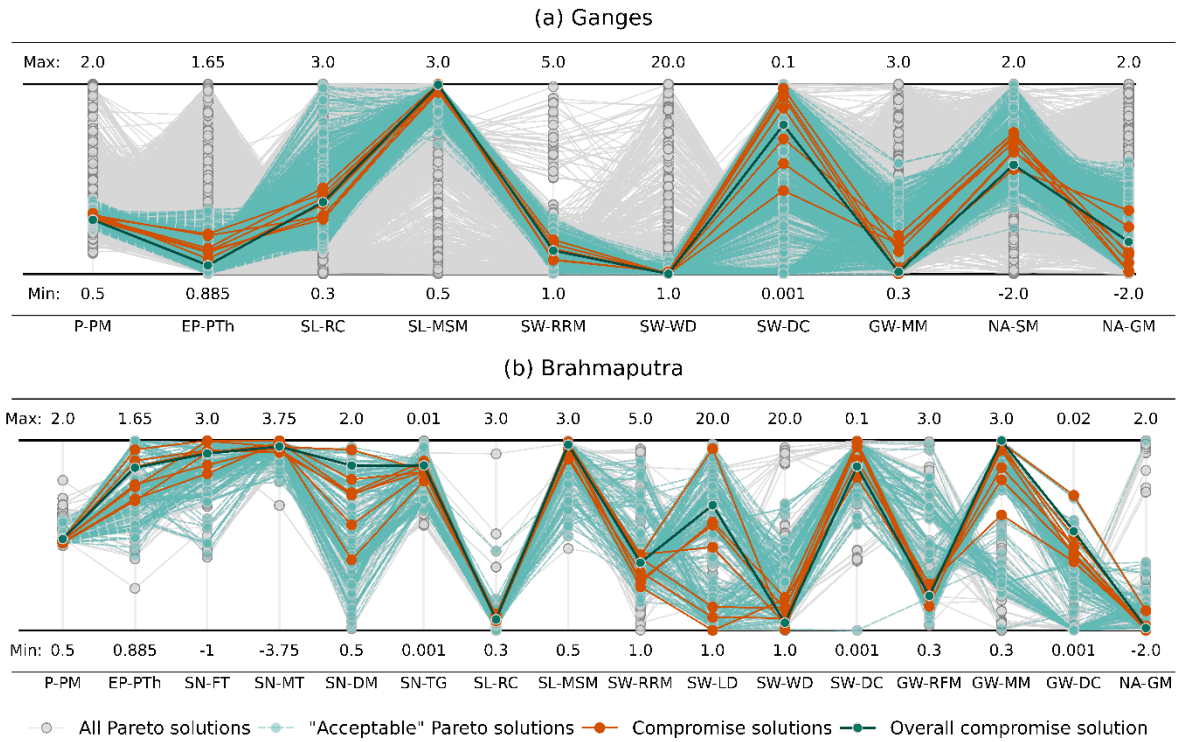 (a) Ganges
Max: 2.0 1.65 3.0 3.0 5.0 20.0 0.1 3.0 2.0 2.0
Min: 0.5 0.885 0.3 0.5 1.0 1.0 0.001 0.3 -2.0 -2.0
P-PM EP-PTh SL-RC SL-MSM SW-RRM SW-WD SW-DC GW-MM NA-SM NA-GM
(b) Brahmaputra
Max: 2.0 1.65 3.0 3.75 2.0 0.01 3.0 3.0 5.0 20.0 20.0 0.1 3.0 3.0 0.02 2.0
Min: 0.5 0.885 -1 -3.75 0.5 0.001 0.3 0.5 1.0 1.0 1.0 0.001 0.3 0.3 0.001 -2.0
P-PM EP-PTh SN-FT SN-MT SN-DM SN-TG SL-RC SL-MSM SW-RRM SW-LD SW-WD SW-DC GW-RFM GW-MM GW-DC NA-GM
All Pareto solutions "Acceptable" Pareto solutions Compromise solutions Overall compromise solution